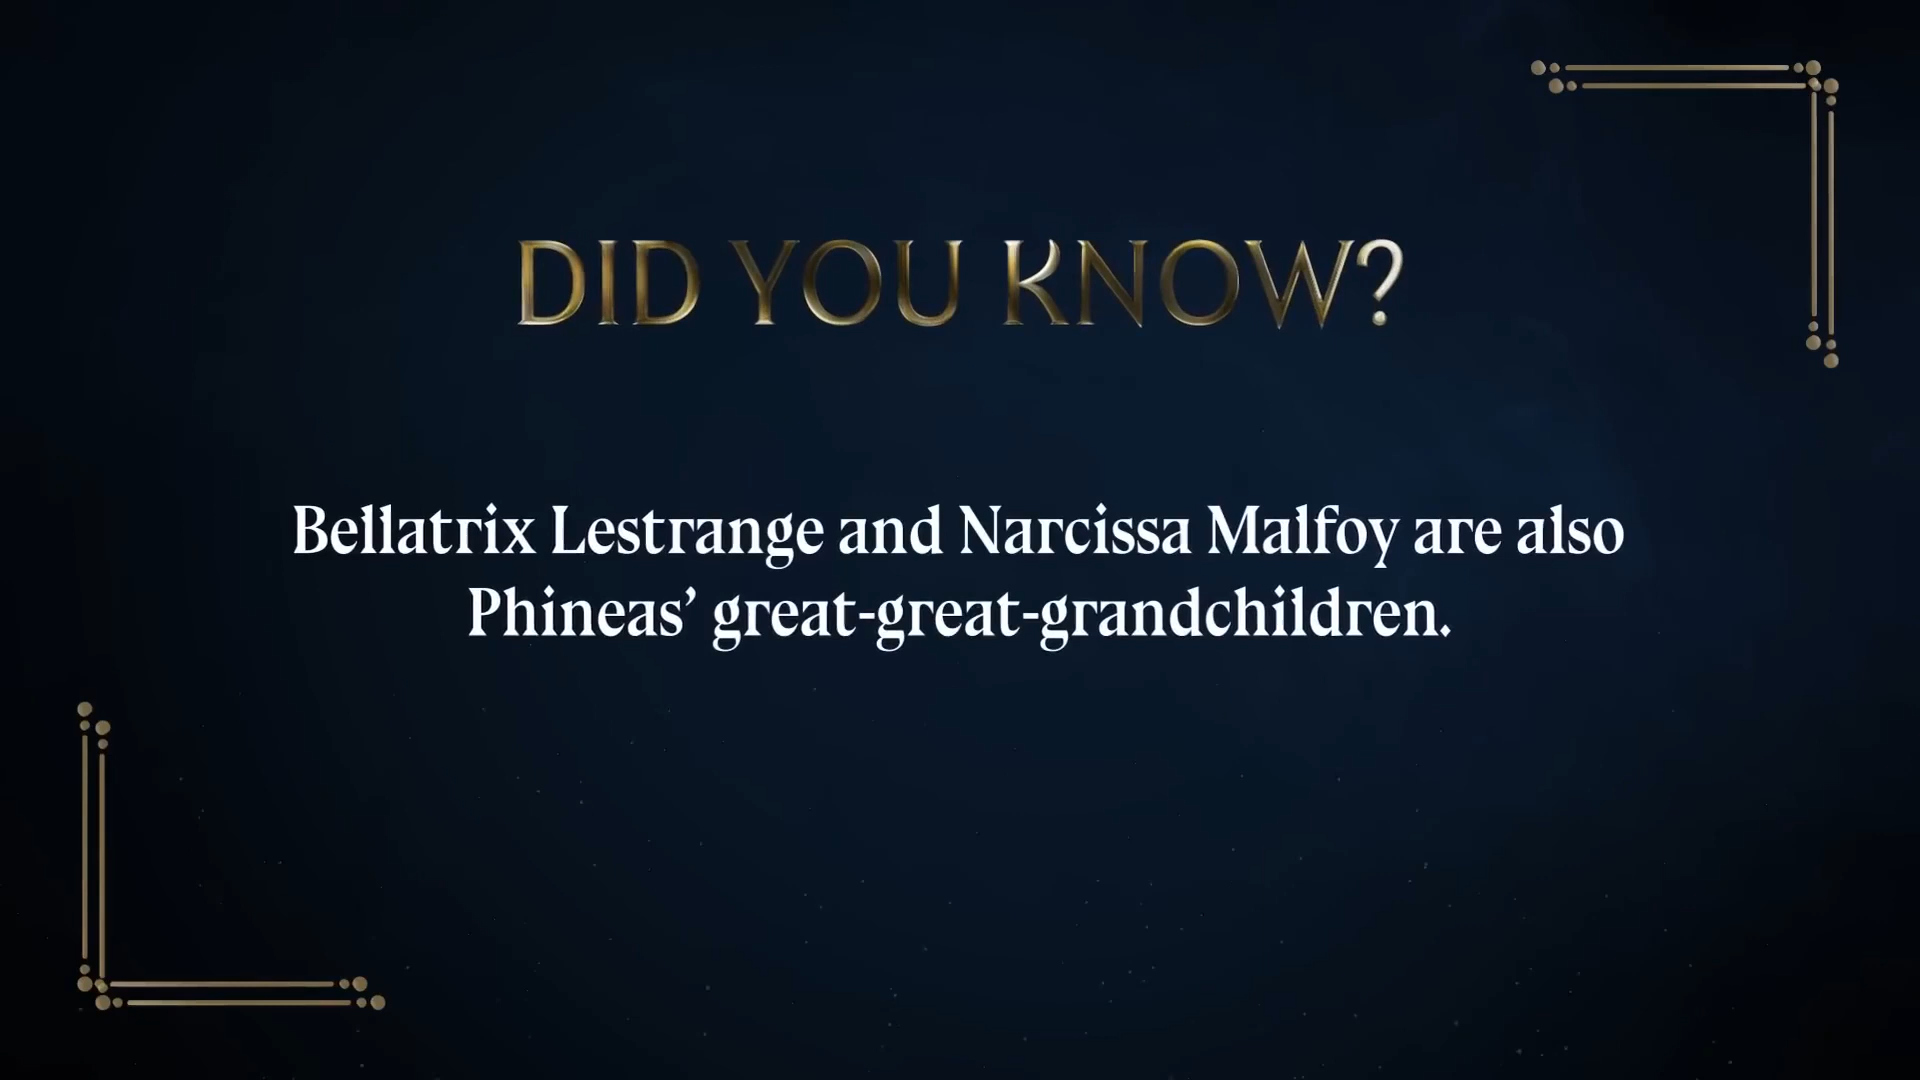 DID YOU KNOW?
Bellatrix Lestrange and Narcissa Malfoy are also
Phineas’ great-great-grandchildren.